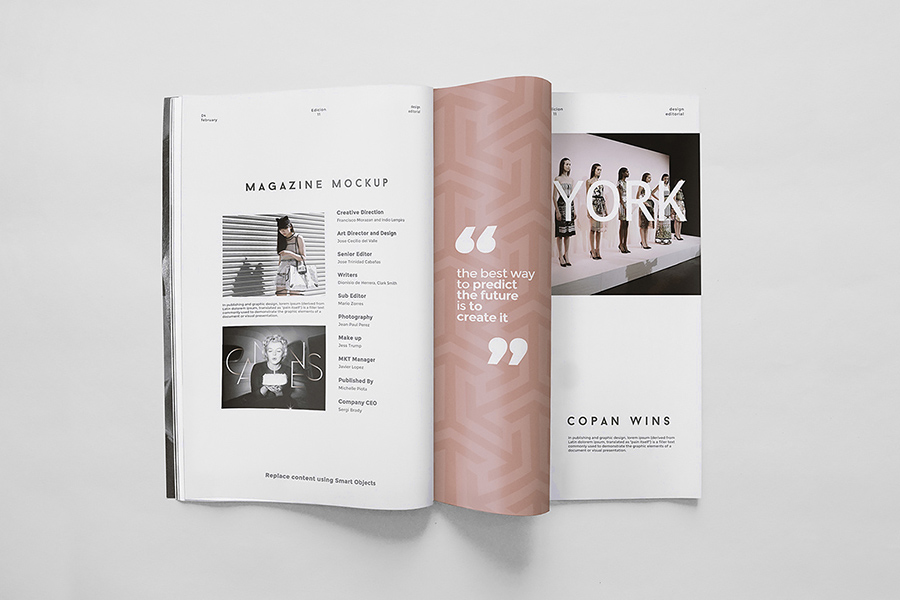 04
february
Edicion
11
design
editorial
MAGAZINE MOCKUP
Creative Direction
Francisco Morazan and Indio Lempira
Art Director and Design
Jose Cecilio del Valle
Senior Editor
Jose Trinidad Cabañas
Writers
Dionisio de Herrera, Clark Smith
Sub Editor
Mario Zorres
Photography
Jean Paul Perea
Make up
Jess Trump
MKT Manager
Javier Lopez
Published By
Michelle Piots
Company CEO
Sergi Brody
In publishing and graphic design, lorem ipsum (derived from
Latin dolorem ipsum, translated as "pain itself") is a filler text
commonly used to demonstrate the graphic elements of a
document or visual presentation.
CANNES
Replace content using Smart Objects
the best way
to predict
the future
is to
create it
11
design
editorial
YORK
COPAN WINS
In publishing and graphic design, lorem ipsum (derived from
Latin dolorem ipsum, translated as "pain itself") is a filler text
commonly used to demonstrate the graphic elements of a
document or visual presentation.